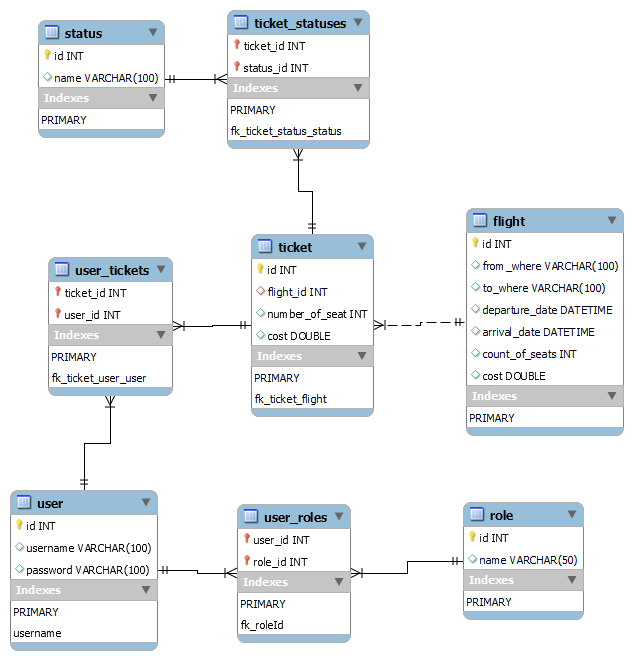 status
id INT
name VARCHAR(100)
Indexes
PRIMARY
ticket_statuses
ticket_id INT
status_id INT
Indexes
PRIMARY
fk_ticket_status_status
user_tickets
ticket_id INT
user_id INT
Indexes
PRIMARY
fk_ticket_user_user
ticket
id INT
flight_id INT
number_of_seat INT
cost DOUBLE
Indexes
PRIMARY
fk_ticket_flight
flight
id INT
from_where VARCHAR(100)
to_where VARCHAR(100)
departure_date DATETIME
arrival_date DATETIME
count_of_seats INT
cost DOUBLE
Indexes
PRIMARY
user
id INT
username VARCHAR(100)
password VARCHAR(100)
Indexes
PRIMARY
username
user_roles
user_id INT
role_id INT
Indexes
PRIMARY
fk_roleId
role
id INT
name VARCHAR(50)
Indexes
PRIMARY